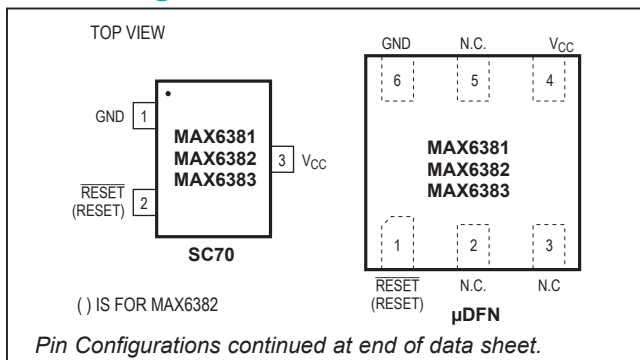 TOP VIEW
GND 1
MAX6381
MAX6382
MAX6383
3 VCC
RESET
(RESET)
2
SC70
( ) IS FOR MAX6382
GND N.C. VCC
6 5 4
MAX6381
MAX6382
MAX6383
1 2 3
RESET
(RESET)
N.C. N.C
µDFN
Pin Configurations continued at end of data sheet.